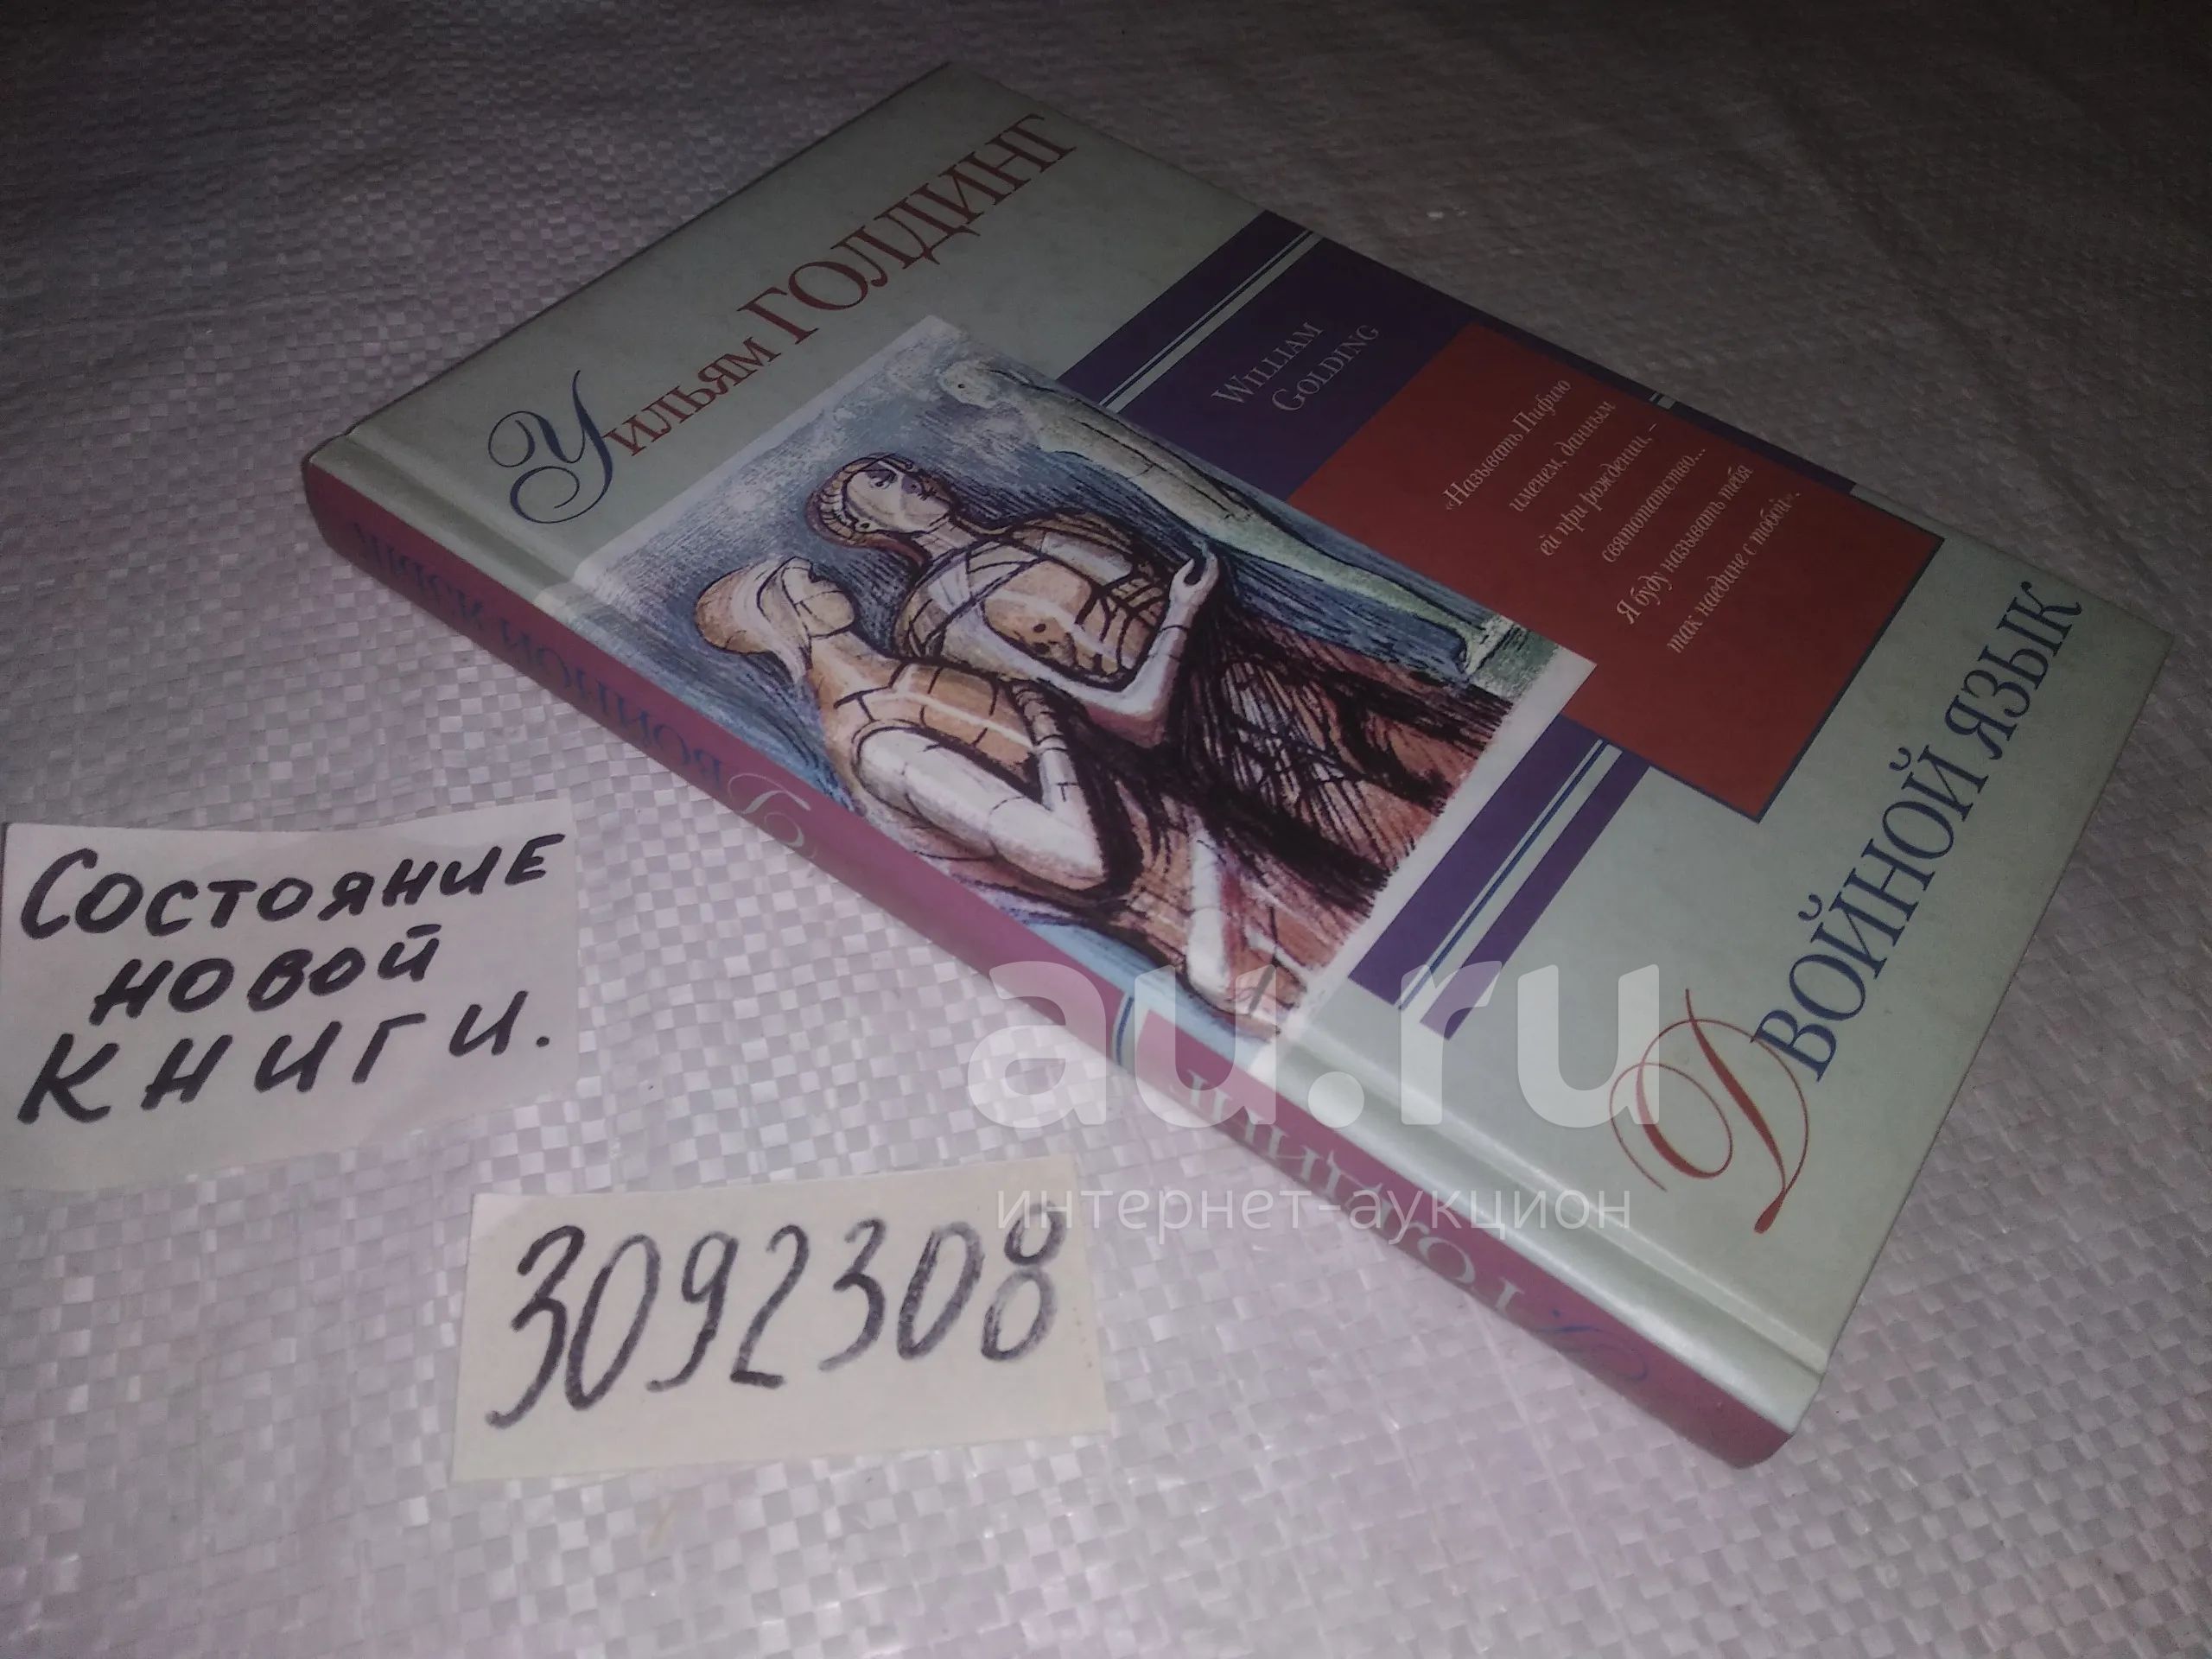 Уильям ГОЛДИНГ
WILLIAM
GOLDING
«Называть Пифию
именем, данным
ей при рождении, –
святотатство...
Я буду называть тебя
так наедине с тобой».
Двойной язык
Двойной язык
У. ГОЛДИНГ
СОСТОЯНИЕ
НОВОЙ
КНИГИ.
3092308
au.ru
интернет-аукцион